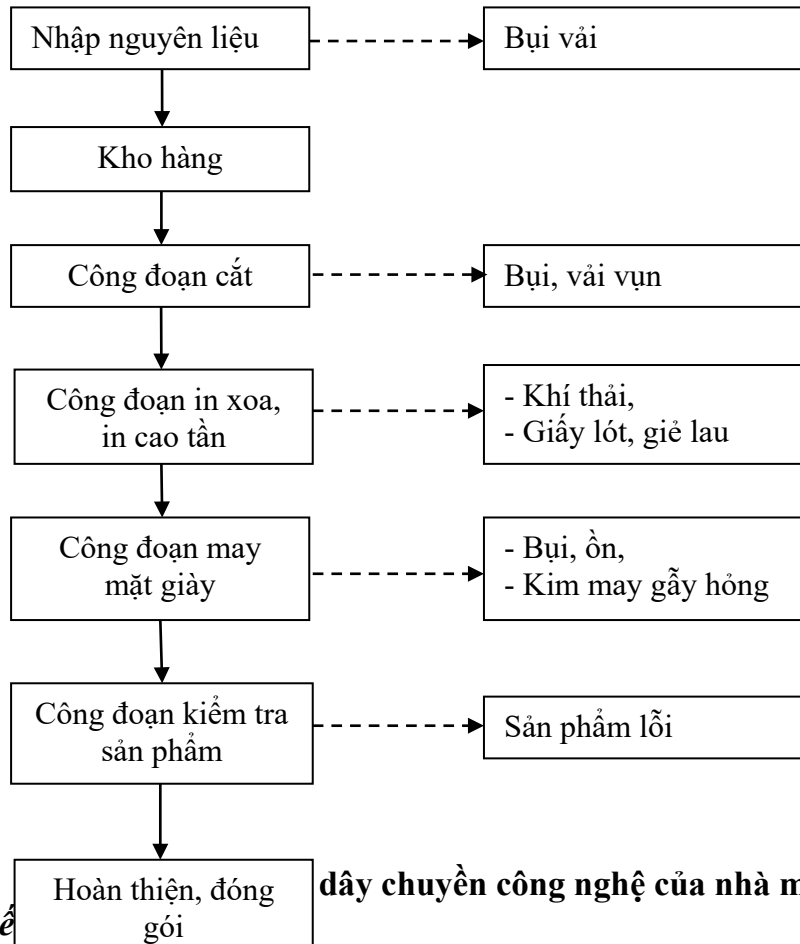 Nhập nguyên liệu
Bụi vải
Kho hàng
Công đoạn cắt
Bụi, vải vụn
Công đoạn in xoa,
in cao tần
- Khí thải,
- Giấy lót, giẻ lau
Công đoạn may
mặt giày
- Bụi, ồn,
- Kim may gẫy hỏng
Công đoạn kiểm tra
sản phẩm
Sản phẩm lỗi
Hoàn thiện, đóng
gói
dây chuyền công nghệ của nhà